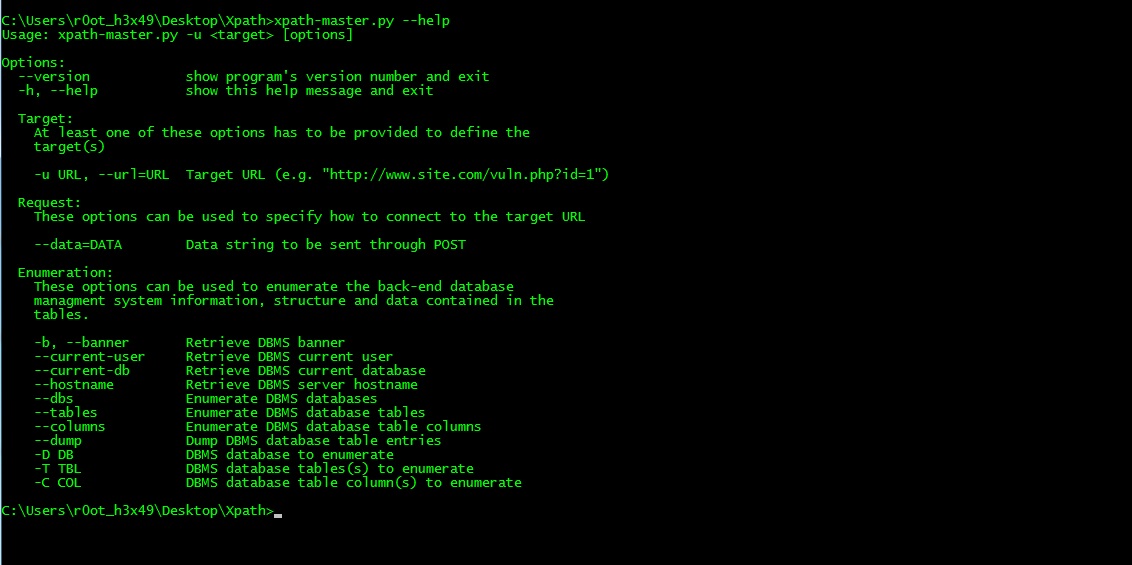 C:\Users\r0ot_h3x49\Desktop\Xpath>xpath-master.py --help
Usage: xpath-master.py -u <target> [options]
Options:
--version show program's version number and exit
-h, --help show this help message and exit
Target:
At least one of these options has to be provided to define the
target(s)
-u URL, --url=URL Target URL (e.g. "http://www.site.com/vuln.php?id=1")
Request:
These options can be used to specify how to connect to the target URL
--data=DATA Data string to be sent through POST
Enumeration:
These options can be used to enumerate the back-end database
managment system information, structure and data contained in the
tables.
-b, --banner Retrieve DBMS banner
--current-user Retrieve DBMS current user
--current-db Retrieve DBMS current database
--hostname Retrieve DBMS server hostname
--dbs Enumerate DBMS databases
--tables Enumerate DBMS database tables
--columns Enumerate DBMS database table columns
--dump Dump DBMS database table entries
-D DB DBMS database to enumerate
-T TBL DBMS database tables(s) to enumerate
-C COL DBMS database table column(s) to enumerate
C:\Users\r0ot_h3x49\Desktop\Xpath>